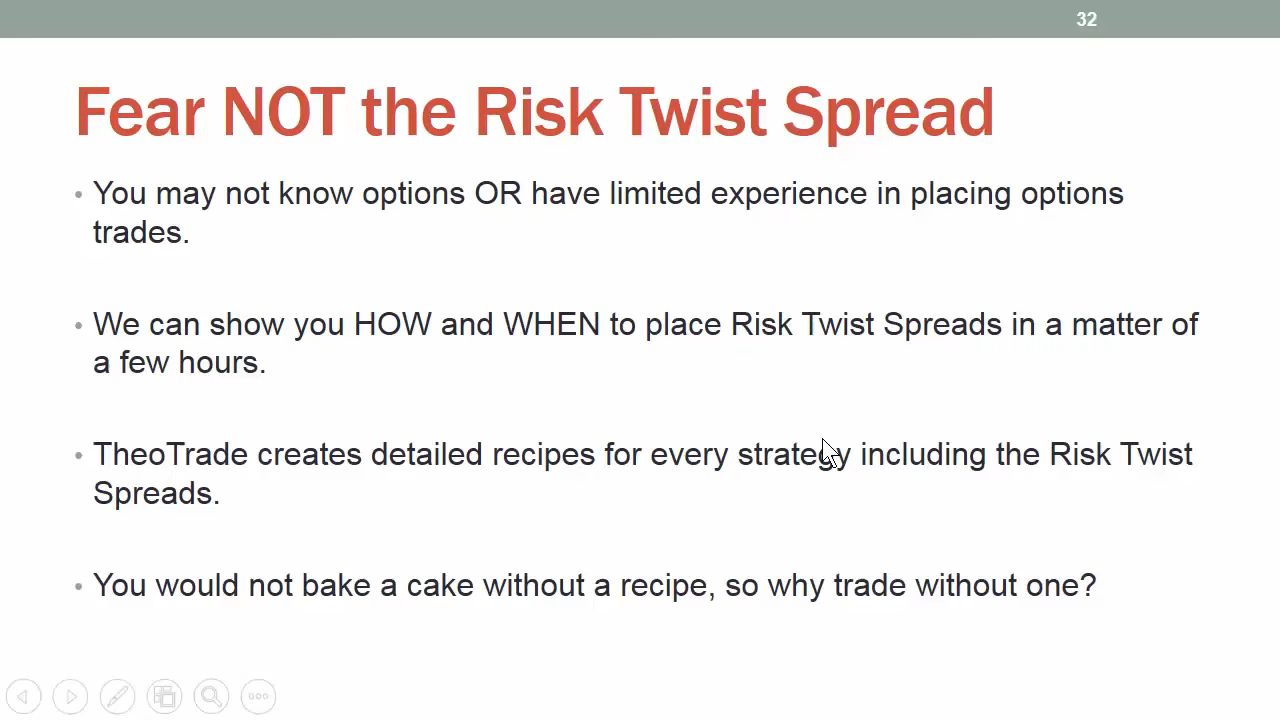 32
Fear NOT the Risk Twist Spread
• You may not know options OR have limited experience in placing options
trades.
• We can show you HOW and WHEN to place Risk Twist Spreads in a matter of
a few hours.
• TheoTrade creates detailed recipes for every strategy including the Risk Twist
Spreads.
• You would not bake a cake without a recipe, so why trade without one?